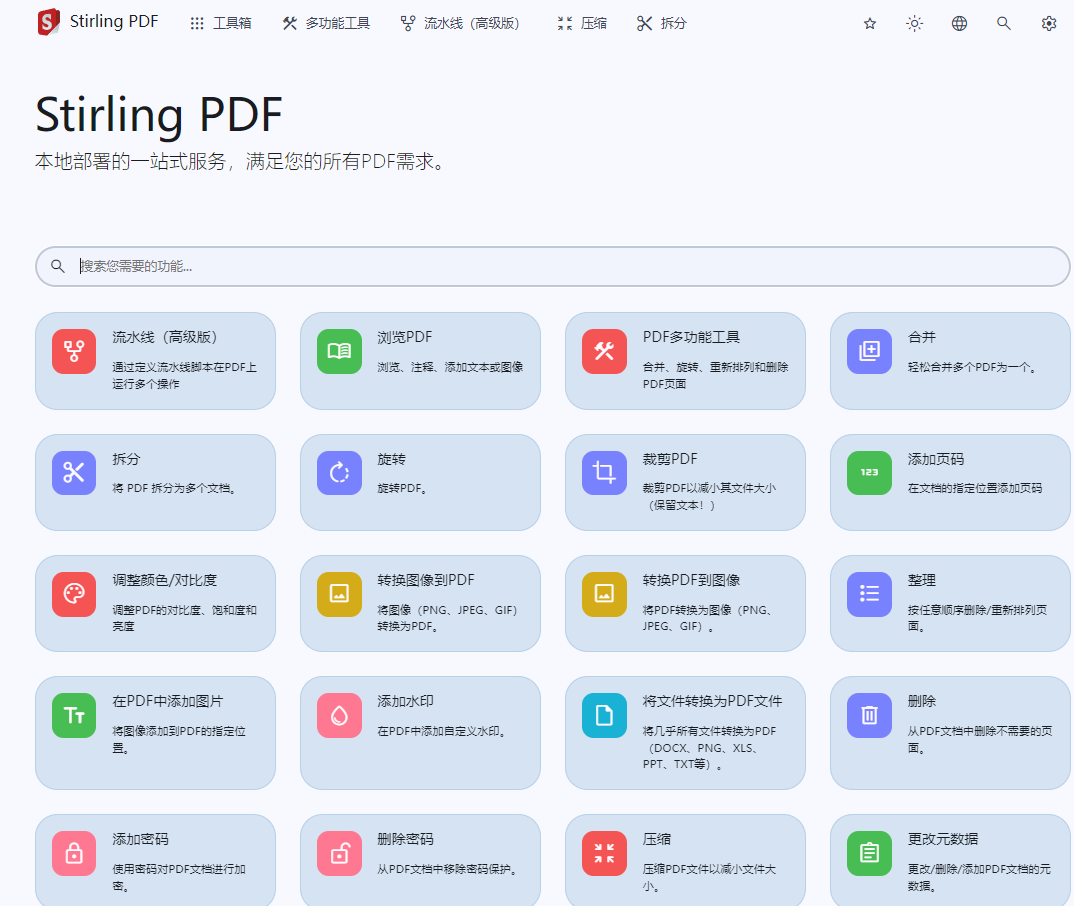 Stirling PDF
工具箱
多功能工具
流水线（高级版）
压缩
拆分
Stirling PDF
本地部署的一站式服务，满足您的所有PDF需求。
搜索您需要的功能...
流水线（高级版）
通过定义流水线脚本在PDF上
运行多个操作
浏览PDF
浏览、注释、添加文本或图像
PDF多功能工具
合并、旋转、重新排列和删除
PDF页面
合并
轻松合并多个PDF为一个。
拆分
将 PDF 拆分为多个文档。
旋转
旋转PDF。
裁剪PDF
裁剪PDF以减小其文件大小
（保留文本！）
123
添加页码
在文档的指定位置添加页码
调整颜色/对比度
调整PDF的对比度、饱和度和
亮度
转换图像到PDF
将图像（PNG、JPEG、GIF）
转换为PDF。
转换PDF到图像
将PDF转换为图像（PNG、
JPEG、GIF）。
整理
按任意顺序删除/重新排列页
面。
Tт
在PDF中添加图片
将图像添加到PDF的指定位
置。
添加水印
在PDF中添加自定义水印。
将文件转换为PDF文件
将几乎所有文件转换为PDF
（DOCX、PNG、XLS、
PPT、TXT等）。
删除
从PDF文档中删除不需要的页
面。
添加密码
使用密码对PDF文档进行加
密。
删除密码
从PDF文档中移除密码保护。
压缩
压缩PDF文件以减小文件大
小。
更改元数据
更改/删除/添加PDF文档的元
数据。